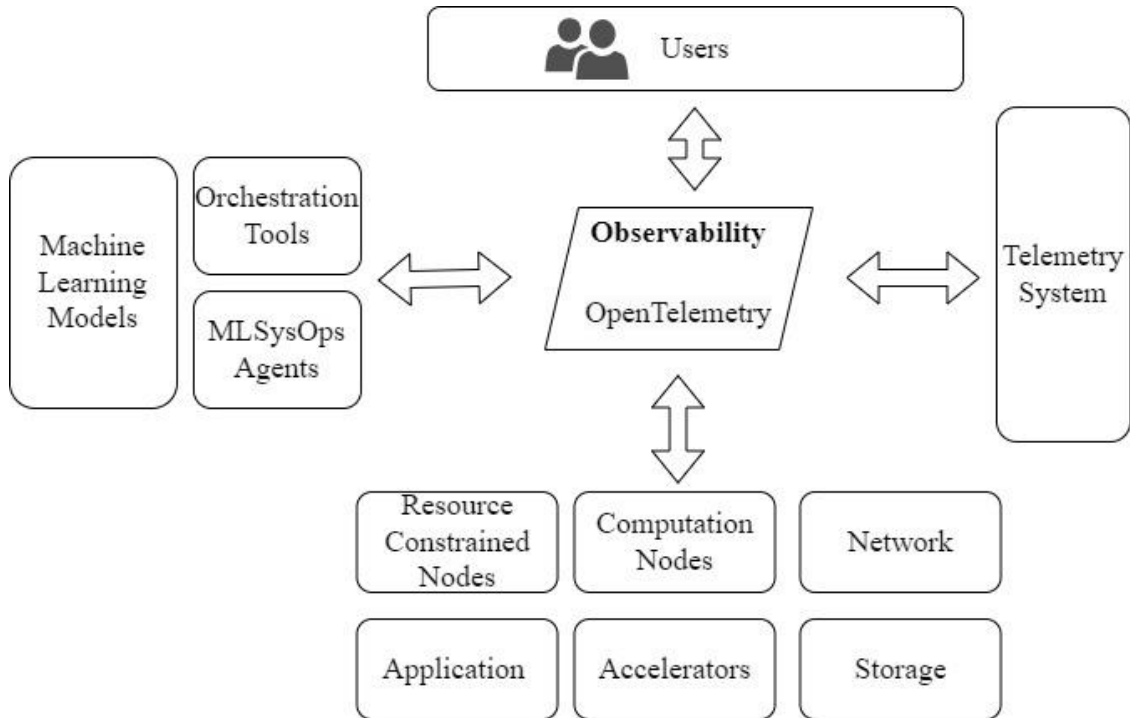 Users
Machine
Learning
Models
Orchestration
Tools
MLSysOps
Agents
Observability
OpenTelemetry
Telemetry
System
Resource
Constrained
Nodes
Computation
Nodes
Network
Application
Accelerators
Storage